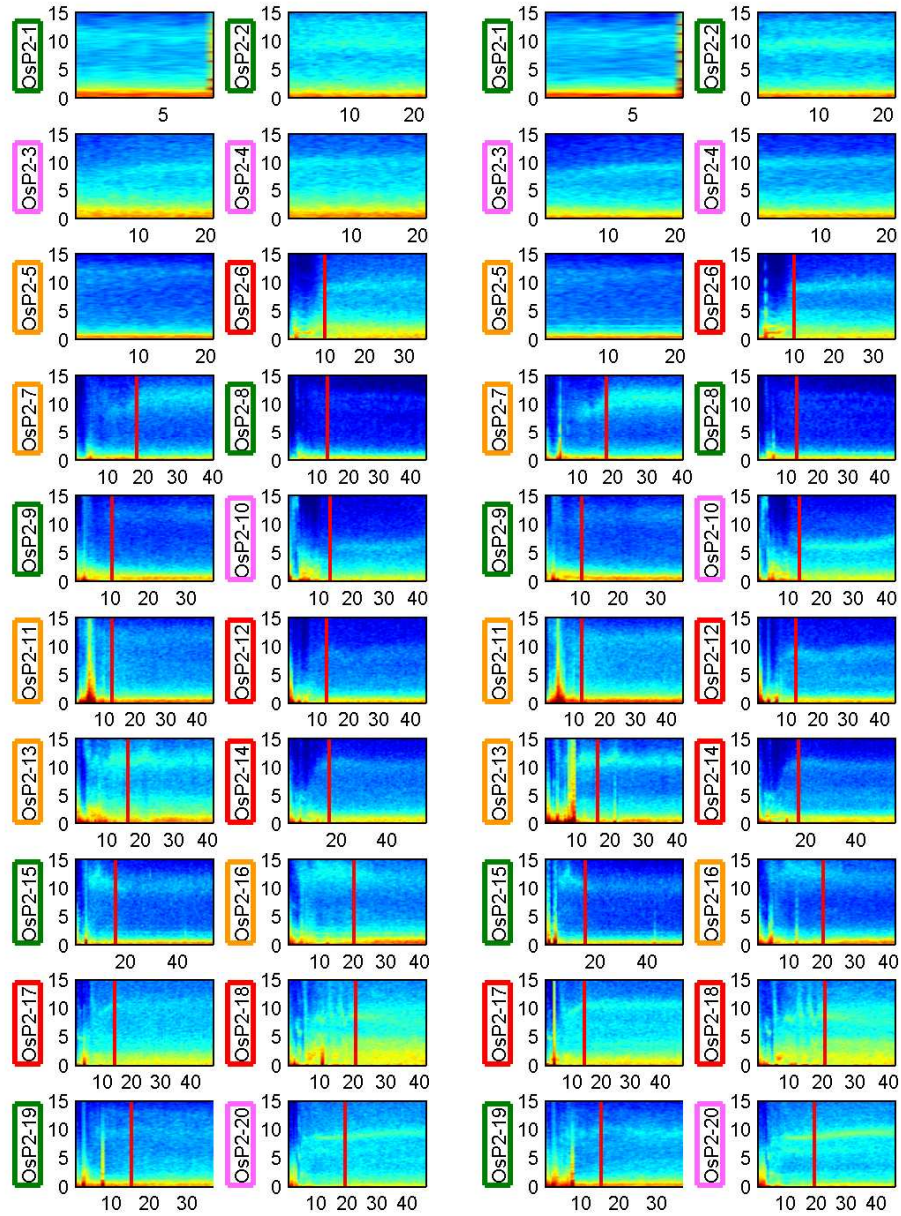 15 15 15 15
OsP2-1 10 OsP2-2 10 OsP2-1 10 OsP2-2 10
5 5 5 5
0 0 0 0
5 10 20 5 10 20
15 15 15 15
OsP2-3 10 OsP2-4 10 OsP2-3 10 OsP2-4 10
5 5 5 5
0 0 0 0
10 20 10 20 10 20 10 20
15 15 15 15
OsP2-5 10 OsP2-6 10 OsP2-5 10 OsP2-6 10
5 5 5 5
0 0 0 0
10 20 10 20 30 10 20 10 20 30
15 15 15 15
OsP2-7 10 OsP2-8 10 OsP2-7 10 OsP2-8 10
5 5 5 5
0 0 0 0
10 20 30 40 10 20 30 40 10 20 30 40 10 20 30 40
15 15 15 15
OsP2-9 10 OsP2-10 10 OsP2-9 10 OsP2-10 10
5 5 5 5
0 0 0 0
10 20 30 10 20 30 40 10 20 30 10 20 30 40
15 15 15 15
OsP2-11 10 OsP2-12 10 OsP2-11 10 OsP2-12 10
5 5 5 5
0 0 0 0
10 20 30 40 10 20 30 40 10 20 30 40 10 20 30 40
15 15 15 15
OsP2-13 10 OsP2-14 10 OsP2-13 10 OsP2-14 10
5 5 5 5
0 0 0 0
10 20 30 40 20 40 10 20 30 40 20 40
15 15 15 15
OsP2-15 10 OsP2-16 10 OsP2-15 10 OsP2-16 10
5 5 5 5
0 0 0 0
20 40 10 20 30 40 20 40 10 20 30 40
15 15 15 15
OsP2-17 10 OsP2-18 10 OsP2-17 10 OsP2-18 10
5 5 5 5
0 0 0 0
10 20 30 40 10 20 30 40 10 20 30 40 10 20 30 40
15 15 15 15
OsP2-19 10 OsP2-20 10 OsP2-19 10 OsP2-20 10
5 5 5 5
0 0 0 0
10 20 30 10 20 30 40 10 20 30 10 20 30 40